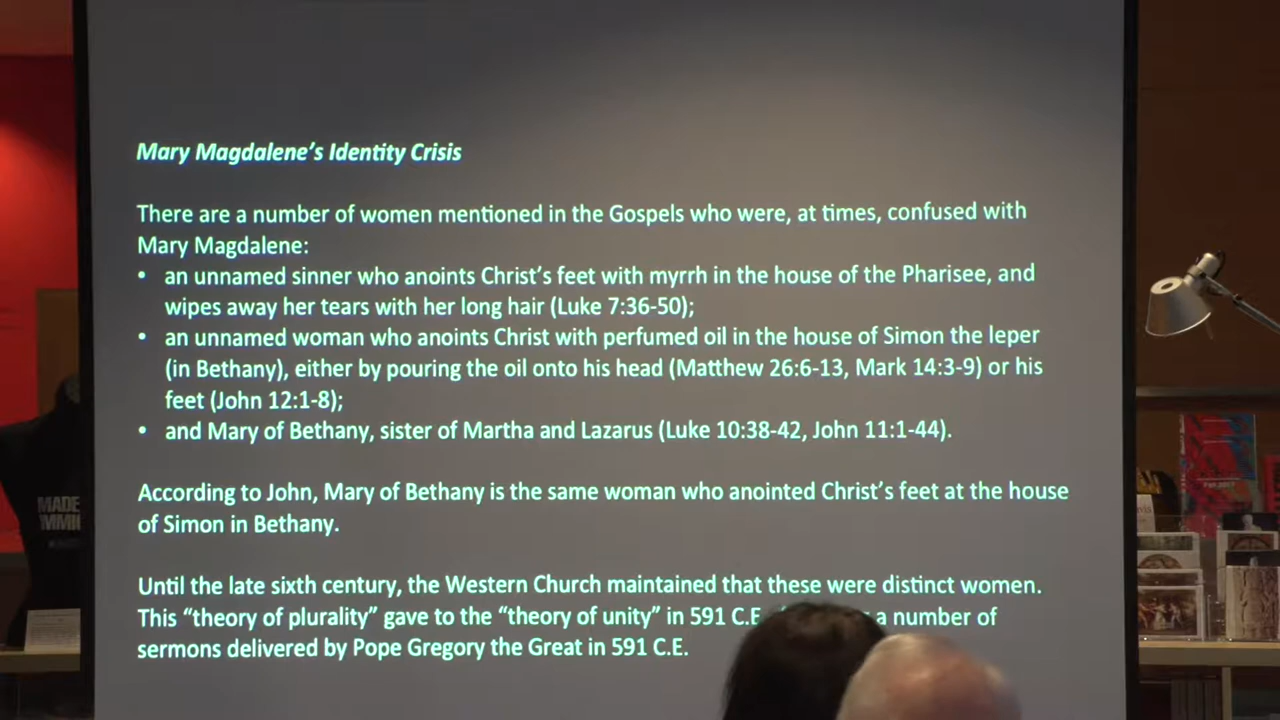 Mary Magdalene's Identity Crisis
There are a number of women mentioned in the Gospels who were, at times, confused with
Mary Magdalene:
• an unnamed sinner who anoints Christ's feet with myrrh in the house of the Pharisee, and
wipes away her tears with her long hair (Luke 7:36-50);
• an unnamed woman who anoints Christ with perfumed oil in the house of Simon the leper
(in Bethany), either by pouring the oil onto his head (Matthew 26:6-13, Mark 14:3-9) or his
feet (John 12:1-8);
• and Mary of Bethany, sister of Martha and Lazarus (Luke 10:38-42, John 11:1-44).
According to John, Mary of Bethany is the same woman who anointed Christ's feet at the house
of Simon in Bethany.
Until the late sixth century, the Western Church maintained that these were distinct women.
This “theory of plurality” gave to the “theory of unity” in 591 C.E a number of
sermons delivered by Pope Gregory the Great in 591 C.E.
MADE